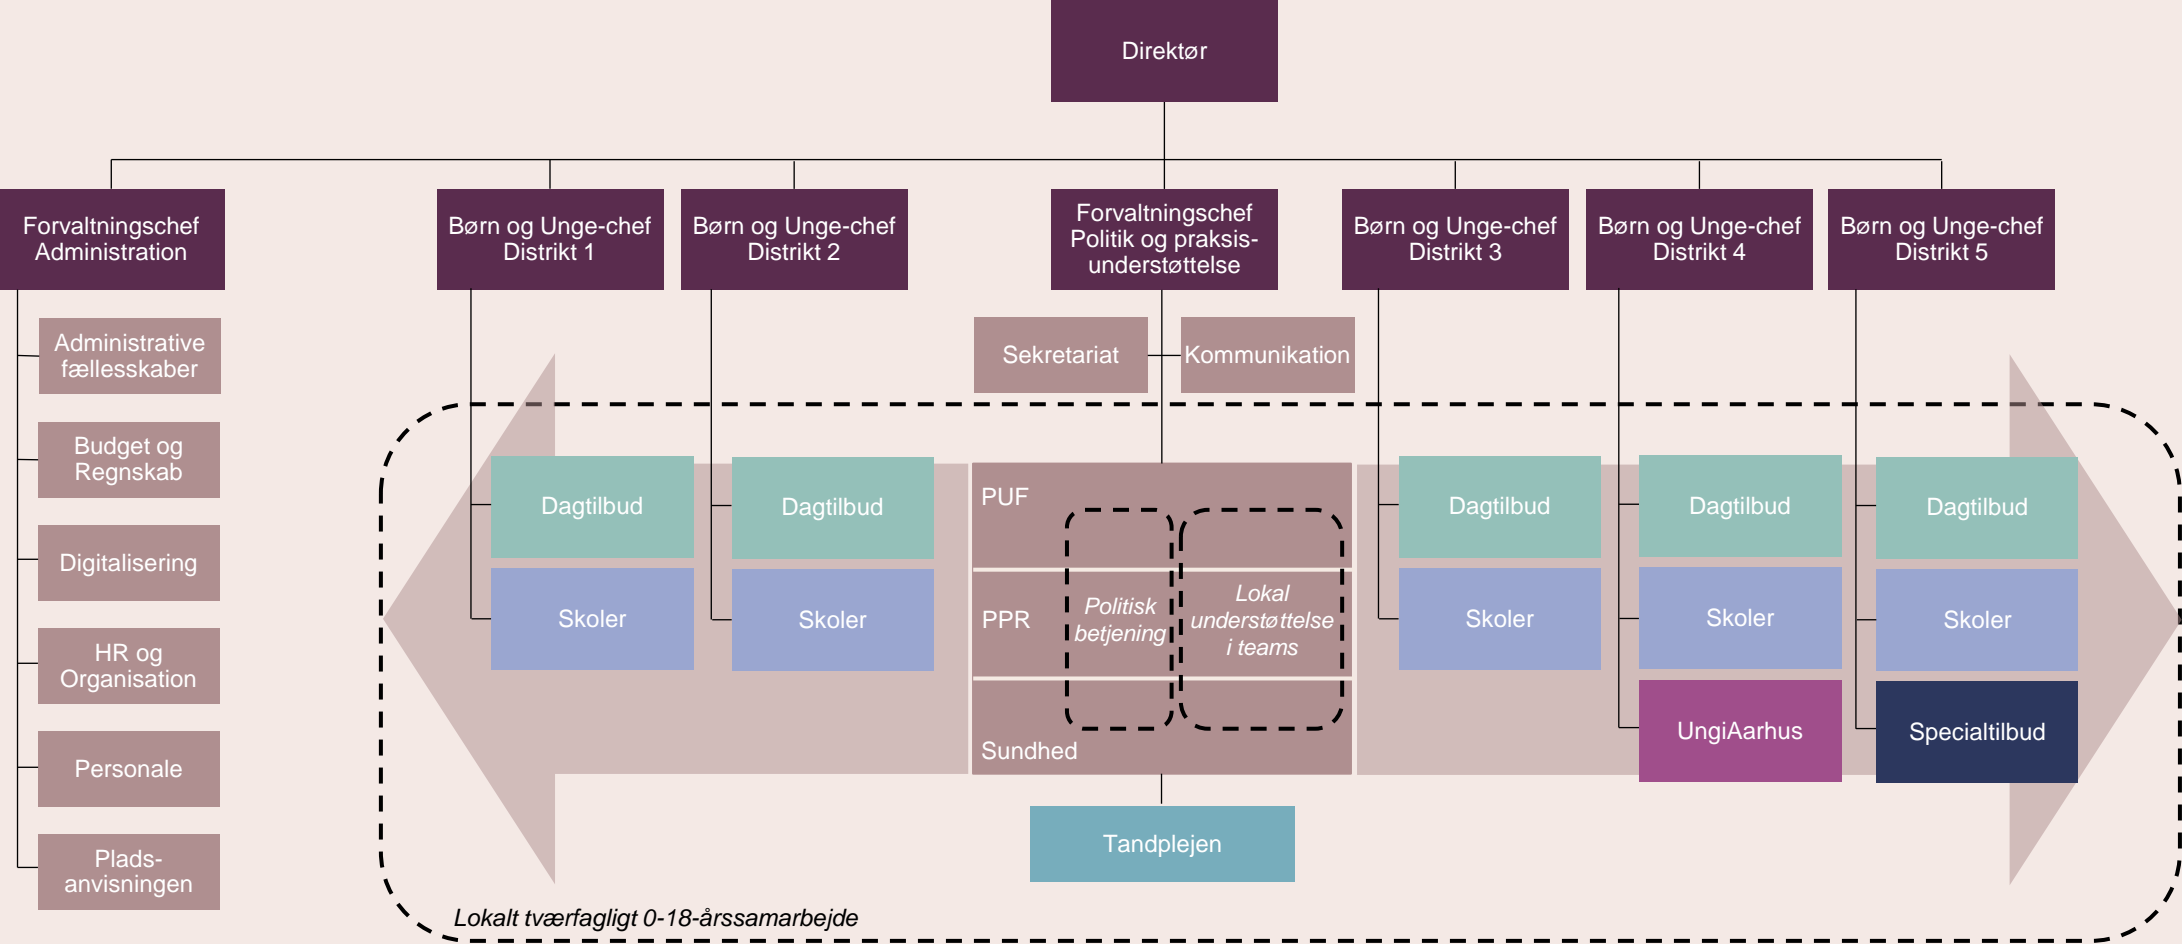 Direktør
Forvaltningschef
Administration
Børn og Unge-chef
Distrikt 1
Børn og Unge-chef
Distrikt 2
Forvaltningschef
Politik og praksis-
understøttelse
Børn og Unge-chef
Distrikt 3
Børn og Unge-chef
Distrikt 4
Børn og Unge-chef
Distrikt 5
Administrative
fællesskaber
Budget og
Regnskab
Digitalisering
HR og
Organisation
Personale
Plads-
anvisningen
Sekretariat
Kommunikation
Dagtilbud
Skoler
Dagtilbud
Skoler
PUF
PPR
Sundhed
Politisk
betjening
Lokal
understøttelse
i teams
Tandplejen
Dagtilbud
Skoler
Dagtilbud
Skoler
UngiAarhus
Dagtilbud
Skoler
Specialtilbud
Lokalt tværfagligt 0-18-årssamarbejde